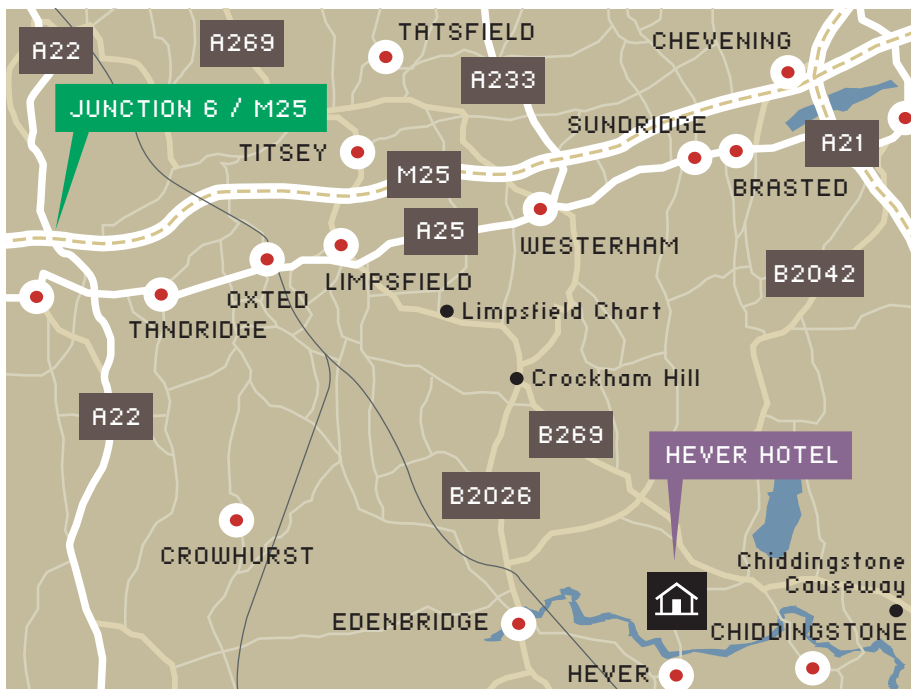 TATSFIELD
A22
A269
CHEVENING
A233
JUNCTION 6 / M25
SUNDRIDGE
A21
TITSEY
M25
BRASTED
A25
WESTERHAM
B2042
LIMPSFIELD
OXTED
Limpsfield Chart
TANDRIDGE
Crockham Hill
A22
B269
HEVER HOTEL
B2026
CROWHURST
Chiddingstone
Causeway
EDENBRIDGE
CHIDDINGSTONE
HEVER